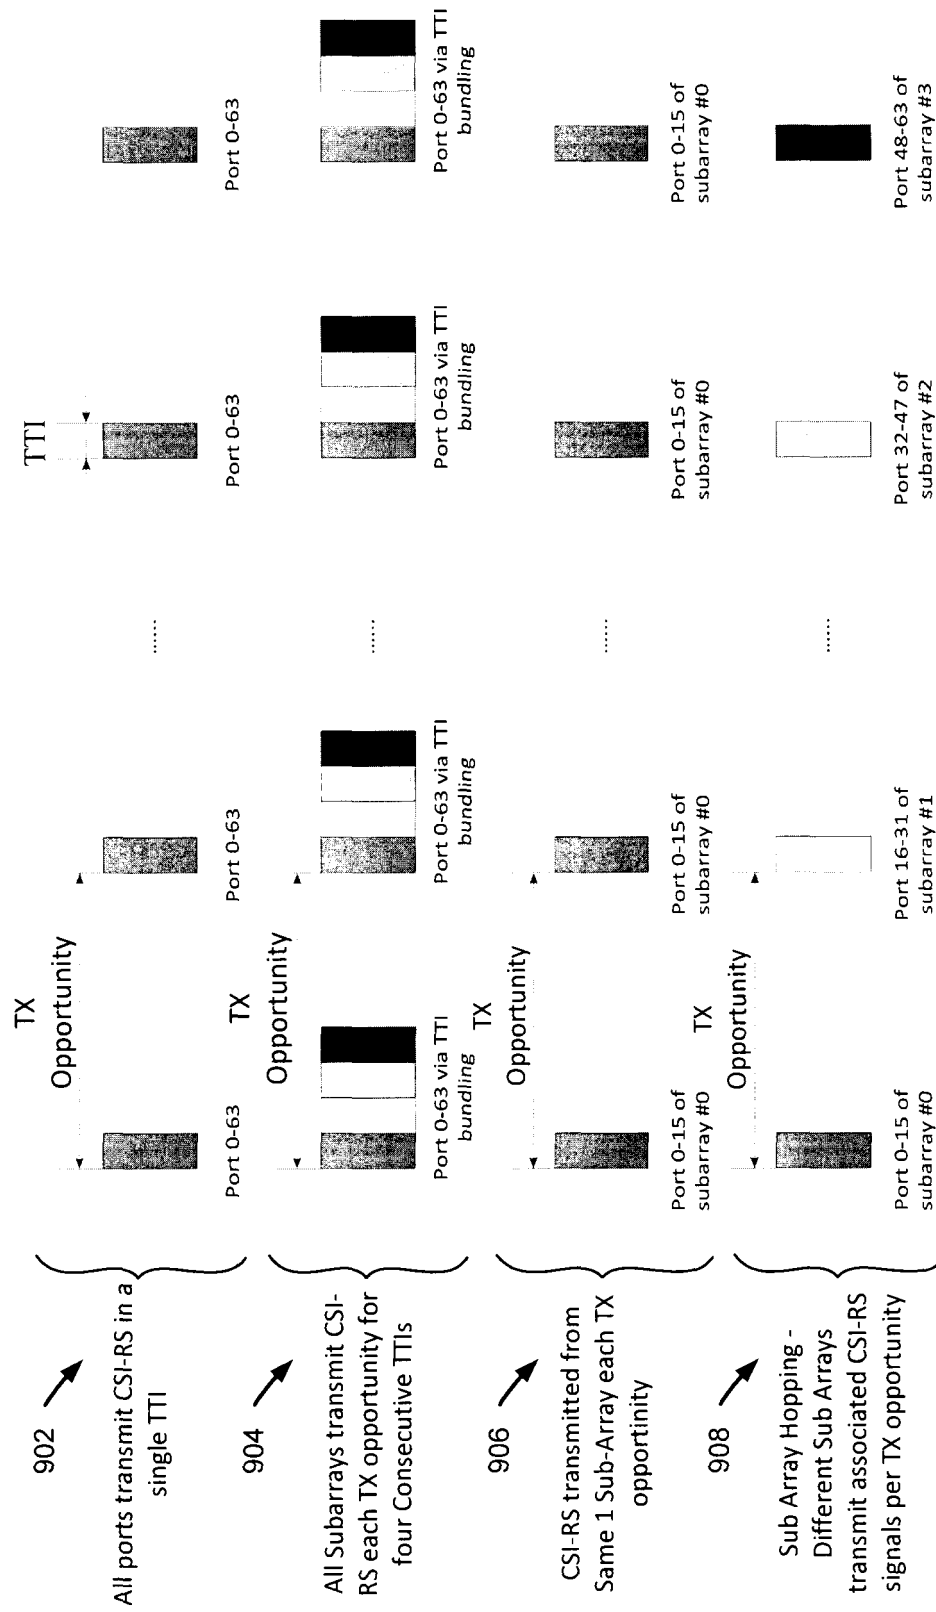 902
All ports transmit CSI-RS in a
single TTI
TX
Opportunity
TTI
Port 0-63
Port 0-63
......
Port 0-63
Port 0-63
904
All Subarrays transmit CSI-
RS each TX opportunity for
four Consecutive TTIs
TX
Opportunity
Port 0-63 via TTI
bundling
Port 0-63 via TTI
bundling
......
Port 0-63 via TTI
bundling
Port 0-63 via TTI
bundling
906
CSI-RS transmitted from
Same 1 Sub-Array each TX
opportinity
TX
Opportunity
Port 0-15 of
subarray #0
Port 0-15 of
subarray #0
......
Port 0-15 of
subarray #0
Port 0-15 of
subarray #0
908
Sub Array Hopping -
Different Sub Arrays
transmit associated CSI-RS
signals per TX opportunity
TX
Opportunity
Port 0-15 of
subarray #0
Port 16-31 of
subarray #1
......
Port 32-47 of
subarray #2
Port 48-63 of
subarray #3